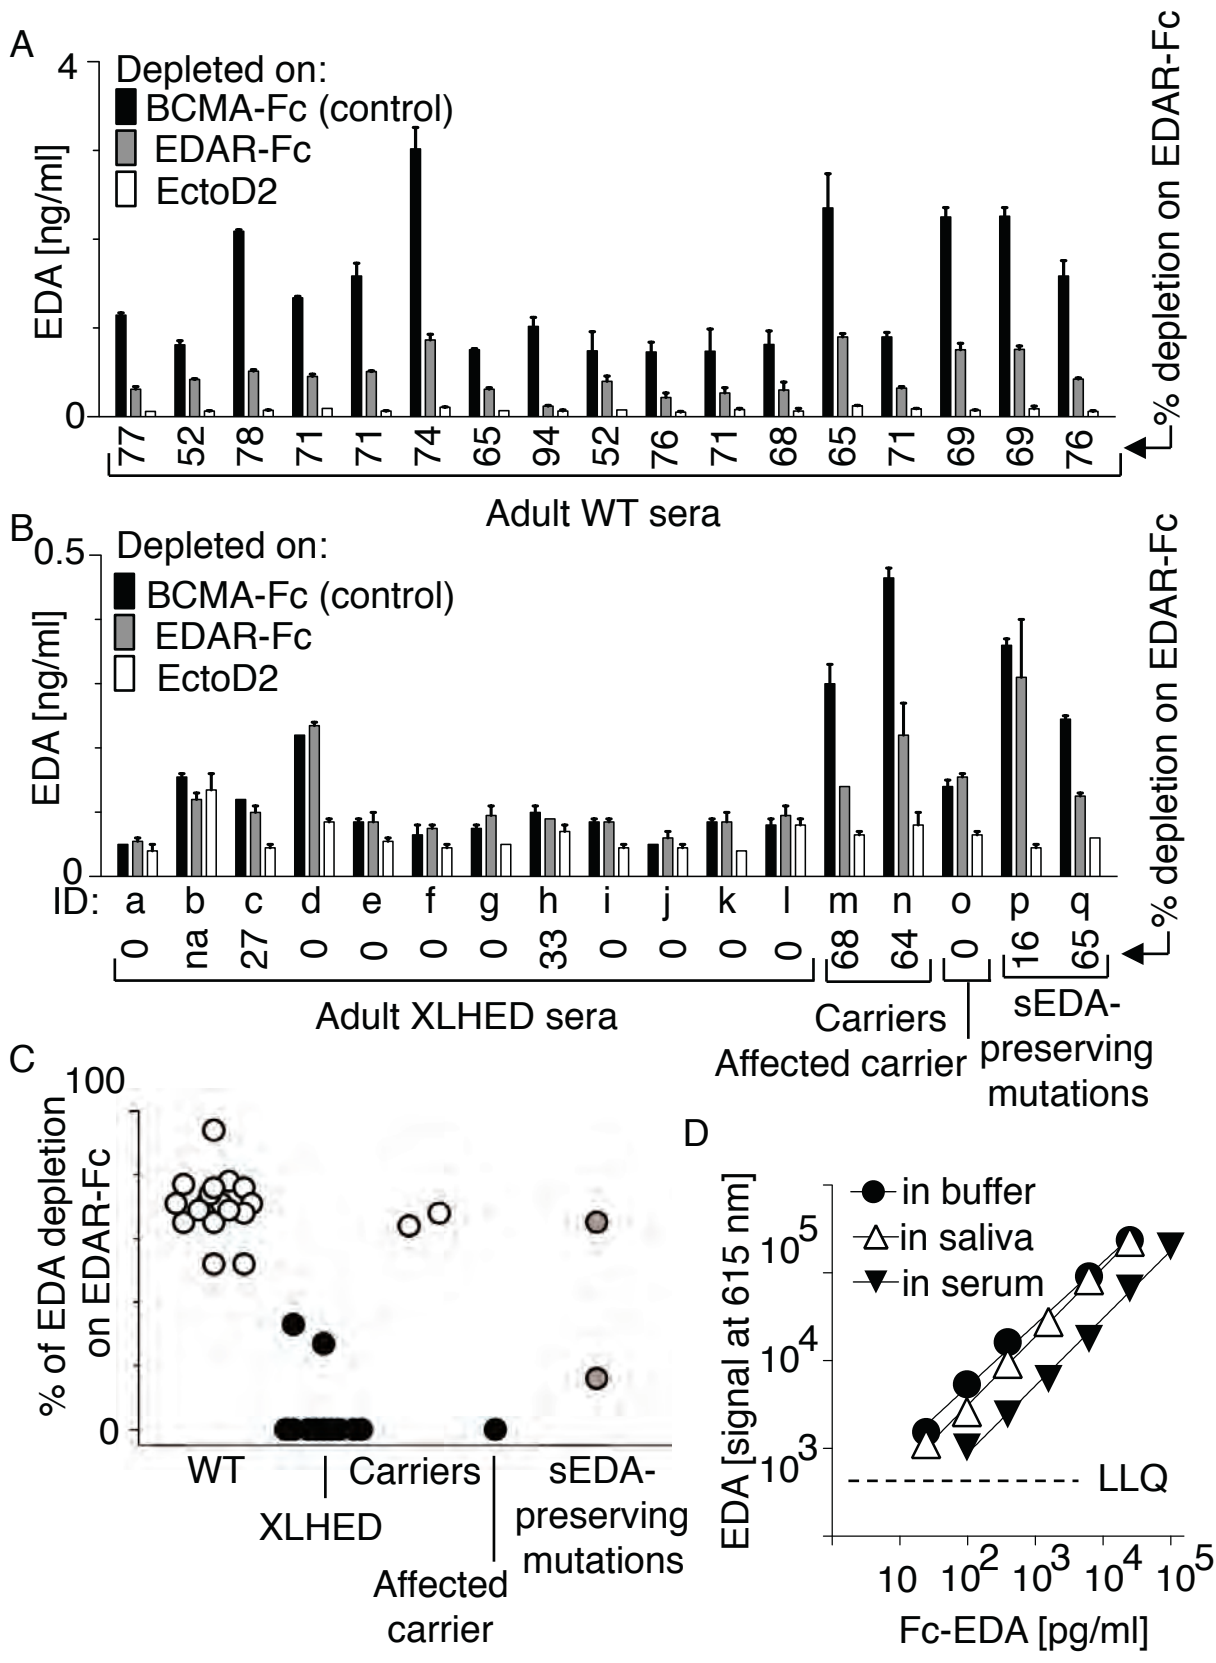 A
4
Depleted on:
BCMA-Fc (control)
EDAR-Fc
EctoD2
EDA [ng/ml]
0
% depletion on EDAR-Fc
77 52 78 71 71 74 65 94 52 76 71 68 65 71 69 69 76
Adult WT sera
B
0.5
Depleted on:
BCMA-Fc (control)
EDAR-Fc
EctoD2
EDA [ng/ml]
0
% depletion on EDAR-Fc
ID: a b c d e f g h i j k l m n o p q
0 na 27 0 0 0 0 33 0 0 0 0 68 64 0 16 65
Adult XLHED sera
Carriers
Affected carrier
sEDA-
preserving
mutations
C
100
% of EDA depletion
on EDAR-Fc
0
WT
XLHED
Carriers
Affected
carrier
sEDA-
preserving
mutations
D
in buffer
in saliva
in serum
EDA [signal at 615 nm]
10⁵
10⁴
10³
LLQ
10 10² 10³ 10⁴ 10⁵
Fc-EDA [pg/ml]